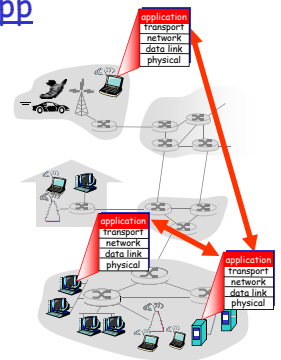 pp
application
transport
network
data link
physical
application
transport
network
data link
physical
application
transport
network
data link
physical